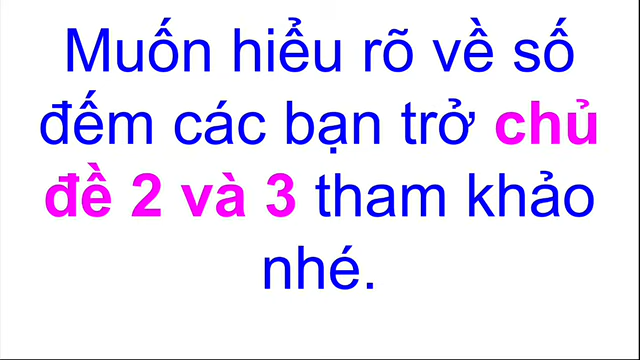 Muốn hiểu rõ về số
đếm các bạn trở chủ
đề 2 và 3 tham khảo
nhé.